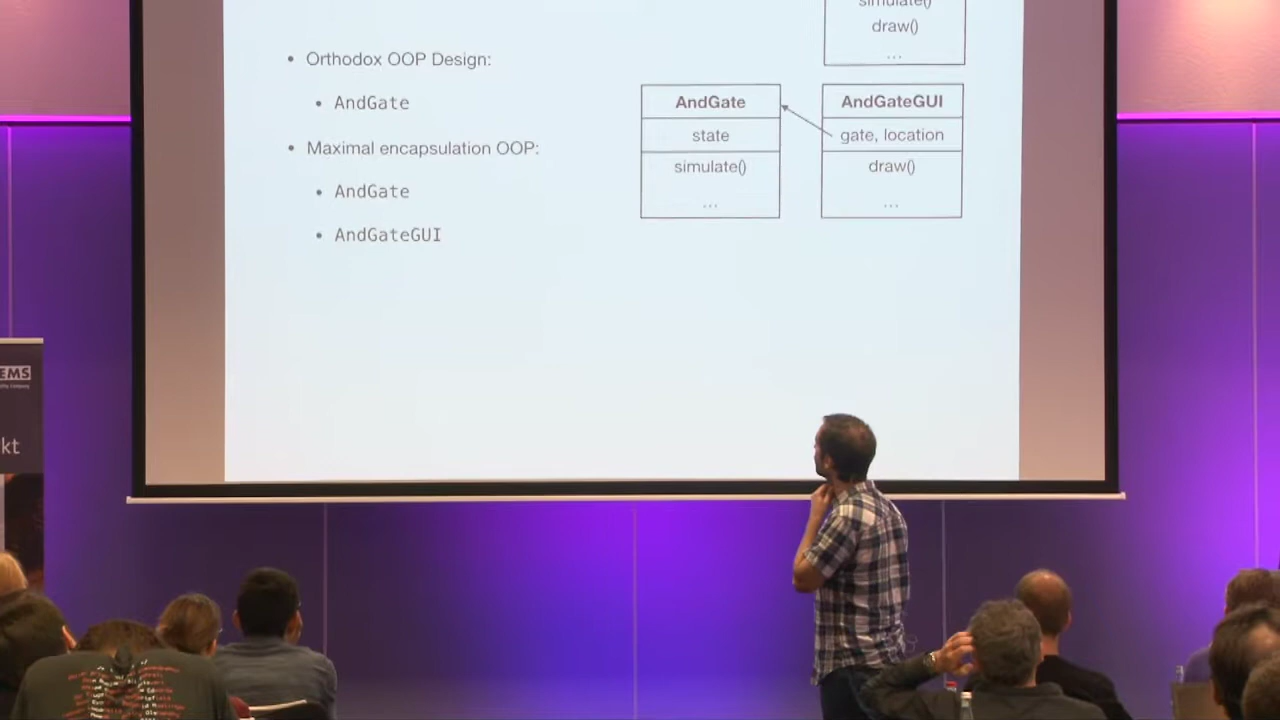 simulate()
draw()
...
• Orthodox OOP Design:
• AndGate
• Maximal encapsulation OOP:
• AndGate
• AndGateGUI
AndGate
state
simulate()
...
AndGateGUI
gate, location
draw()
...
EMS
kt